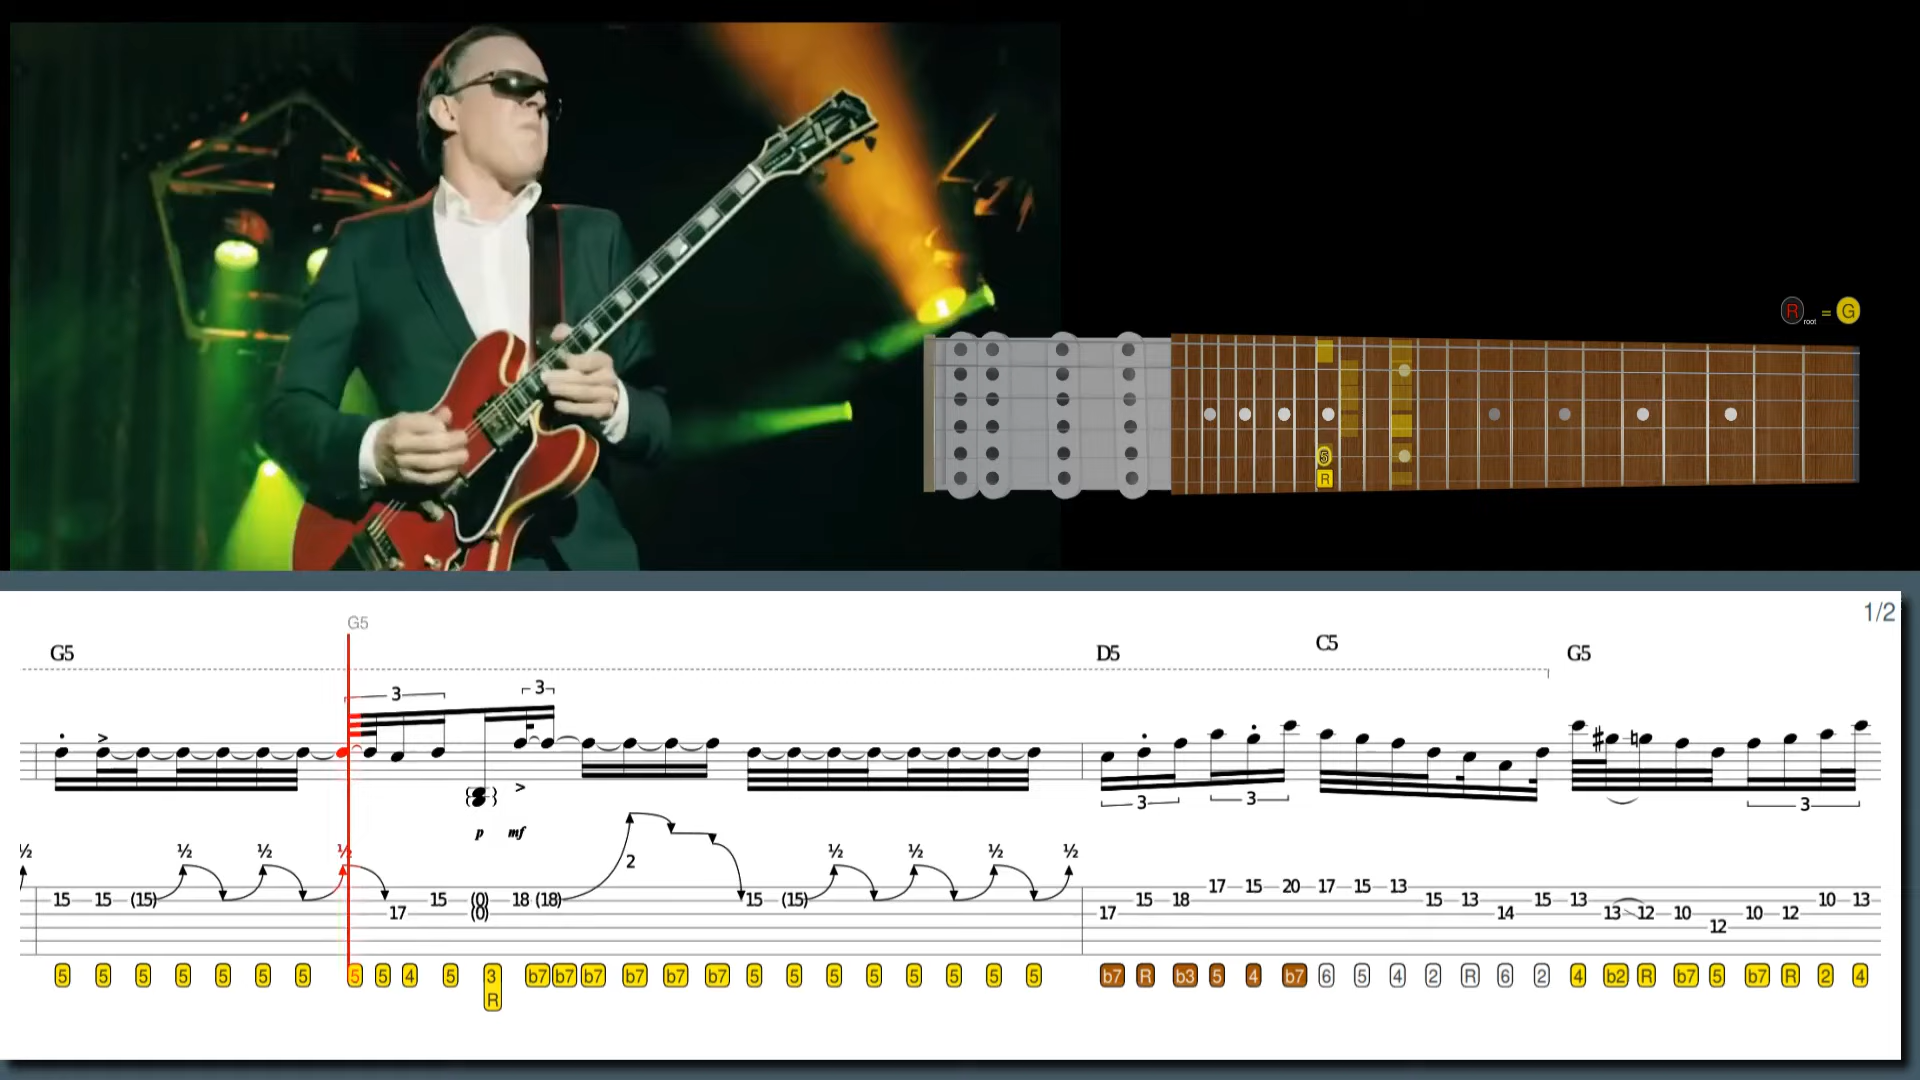 R root = G
5
R
1/2
G5
G5 D5 C5 G5
3 3
3 3 3
p mf
½ ½ ½ ½ 2 ½ ½ ½ ½
17 15 20 17 15 13
15 15 (15) 15 (0) 18 (18) 15 (15) 15 18 15 13 15 13 10 13
17 (0) 17 14 13 12 10 10 12
12
5 5 5 5 5 5 5 5 5 4 5 3 b7 b7 b7 b7 b7 b7 5 5 5 5 5 5 5 5 b7 R b3 5 4 b7 6 5 4 2 R 6 2 4 b2 R b7 5 b7 R 2 4
R